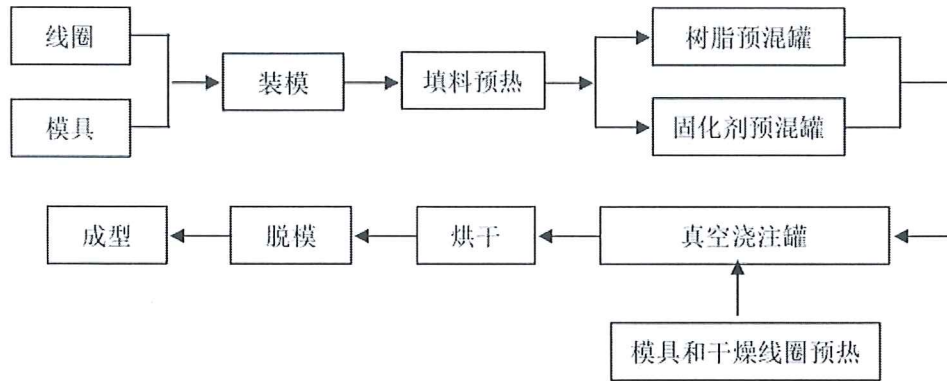 线圈
模具
装模
填料预热
树脂预混罐
固化剂预混罐
真空浇注罐
烘干
脱模
成型
模具和干燥线圈预热